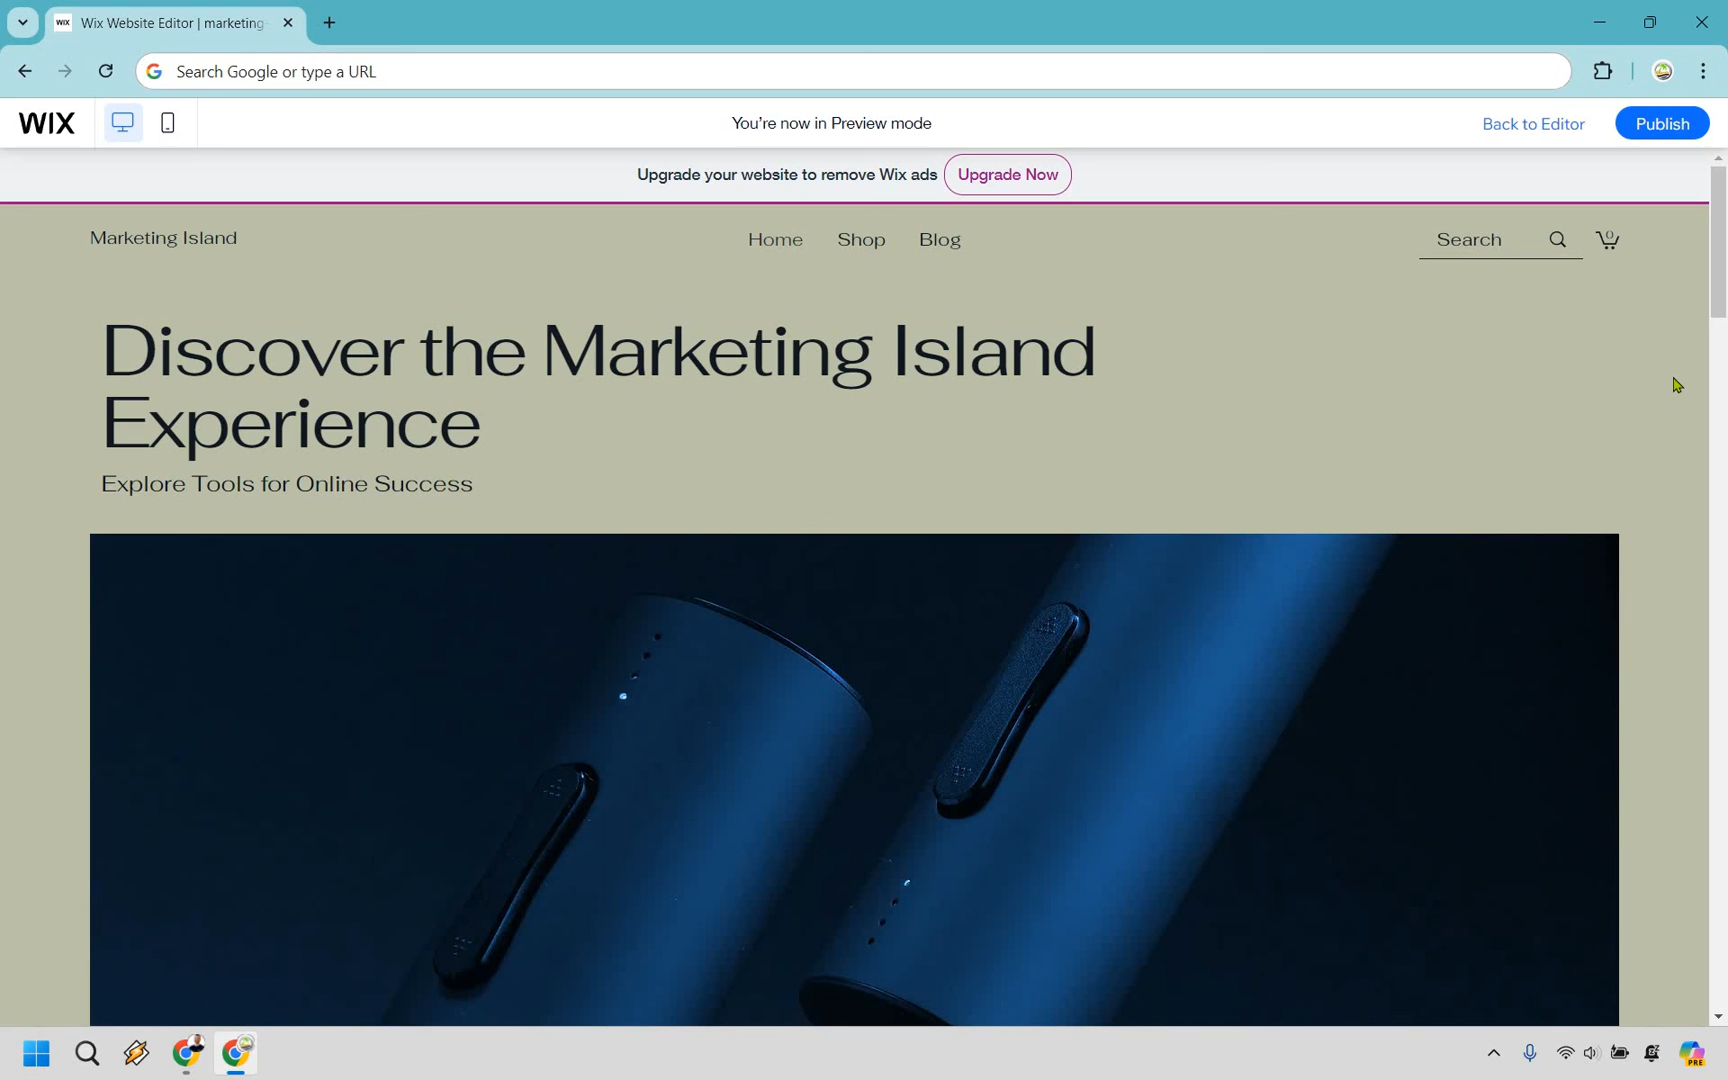 WIX Wix Website Editor | marketing-
Search Google or type a URL
WIX
You're now in Preview mode
Back to Editor
Publish
Upgrade your website to remove Wix ads
Upgrade Now
Marketing Island
Home
Shop
Blog
Search
0
Discover the Marketing Island
Experience
Explore Tools for Online Success
PRE